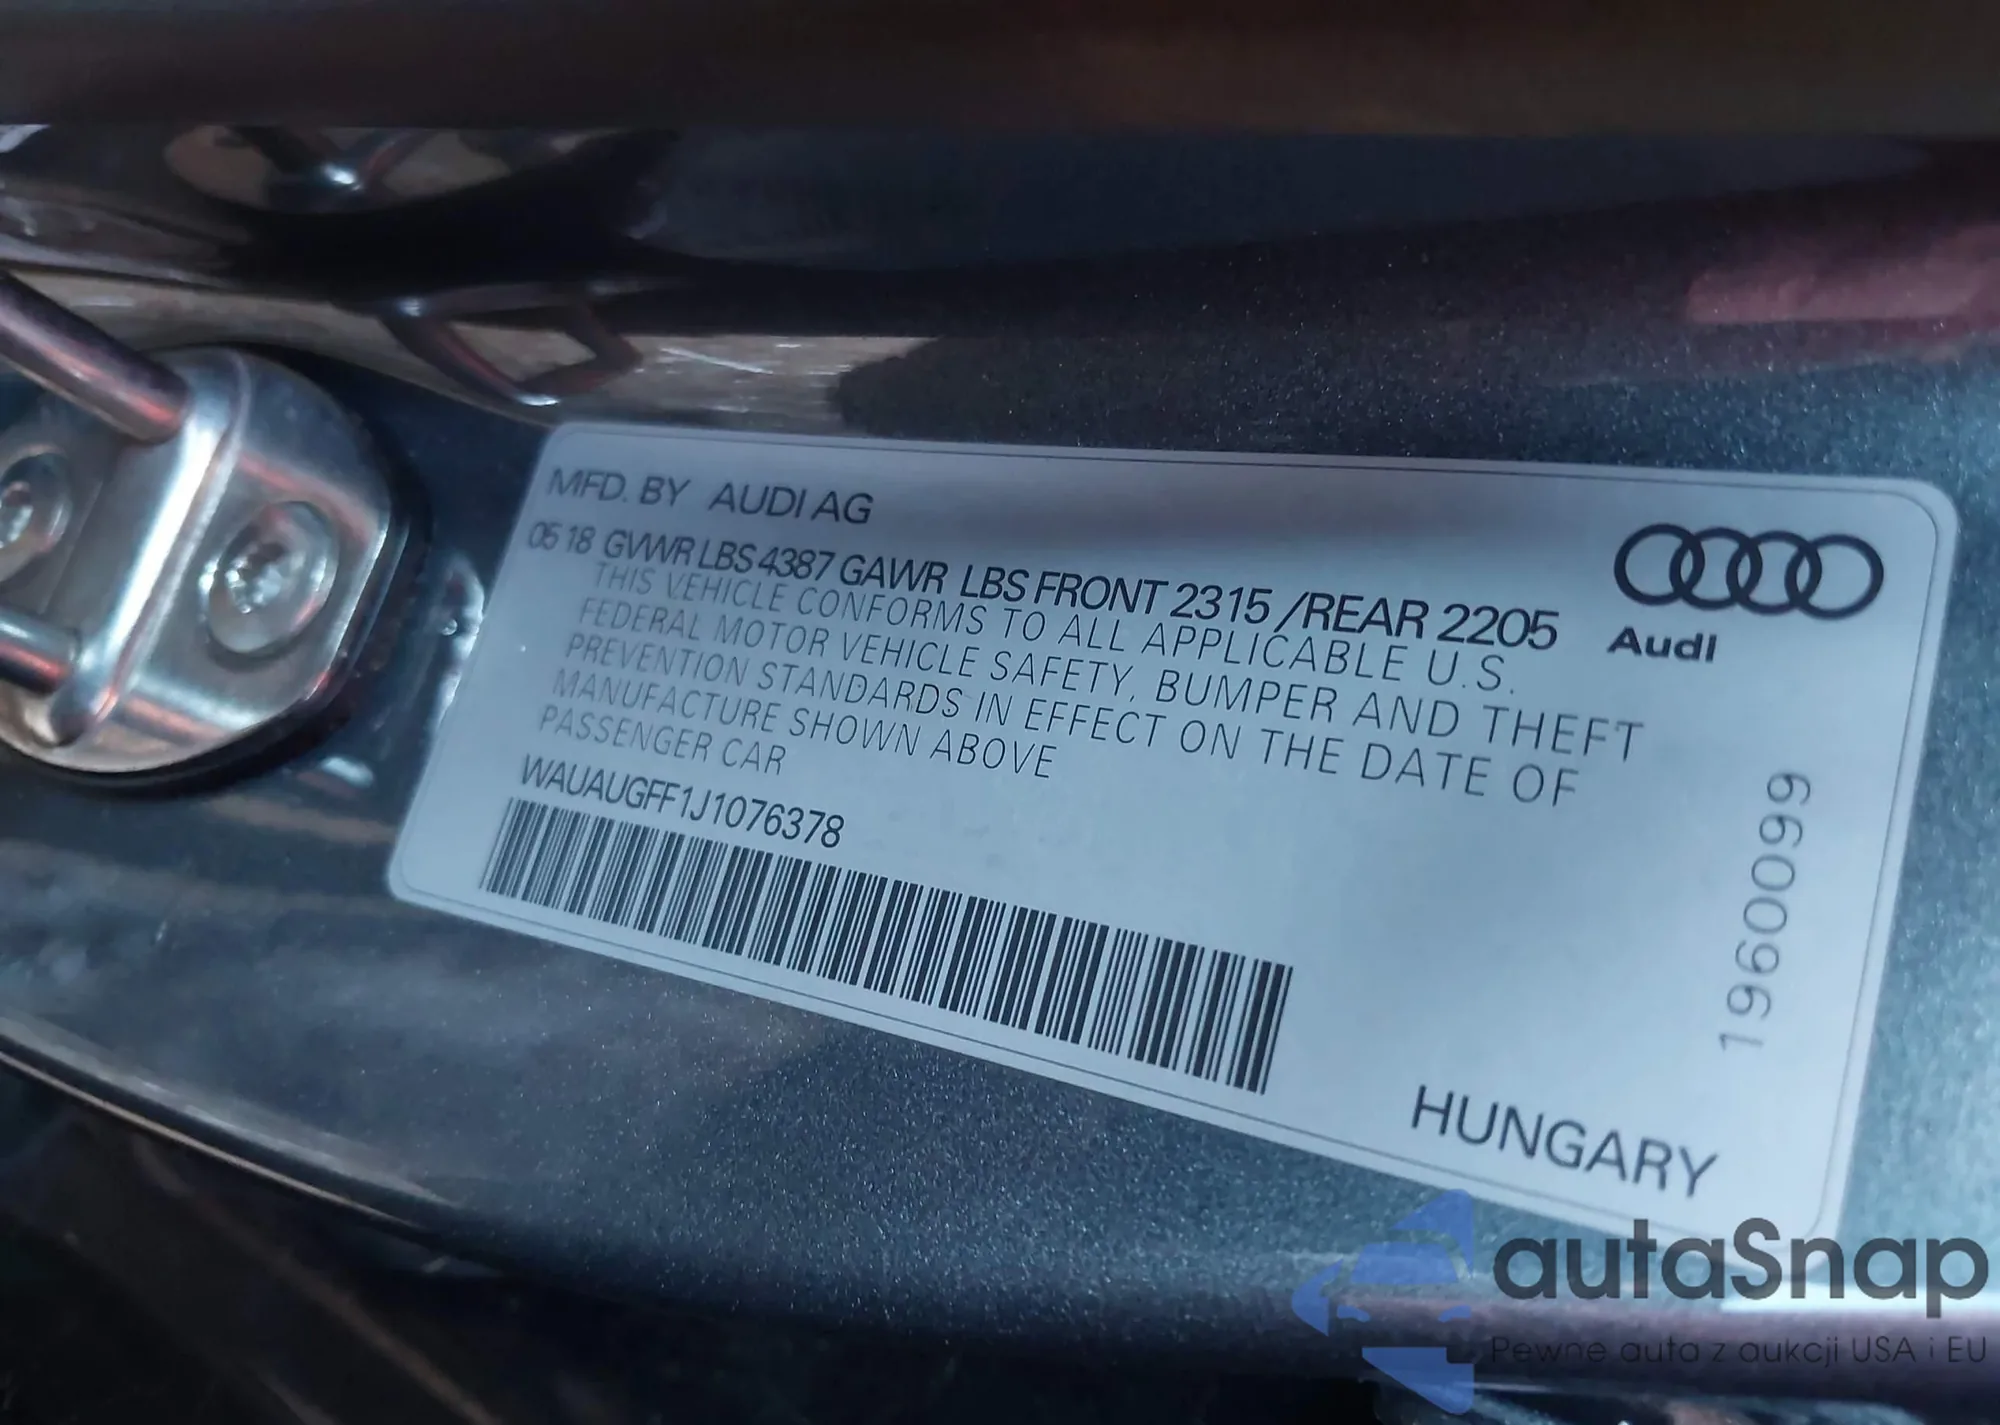 MFD. BY AUDI AG
05 18 GVWR LBS 4387 GAWR LBS FRONT 2315 /REAR 2205
THIS VEHICLE CONFORMS TO ALL APPLICABLE U.S.
FEDERAL MOTOR VEHICLE SAFETY, BUMPER AND THEFT
PREVENTION STANDARDS IN EFFECT ON THE DATE OF
MANUFACTURE SHOWN ABOVE
PASSENGER CAR
WAUAUGFF1J1076378
Audi
1960099
HUNGARY
autaSnap
Pewne auta z aukcji USA i EU